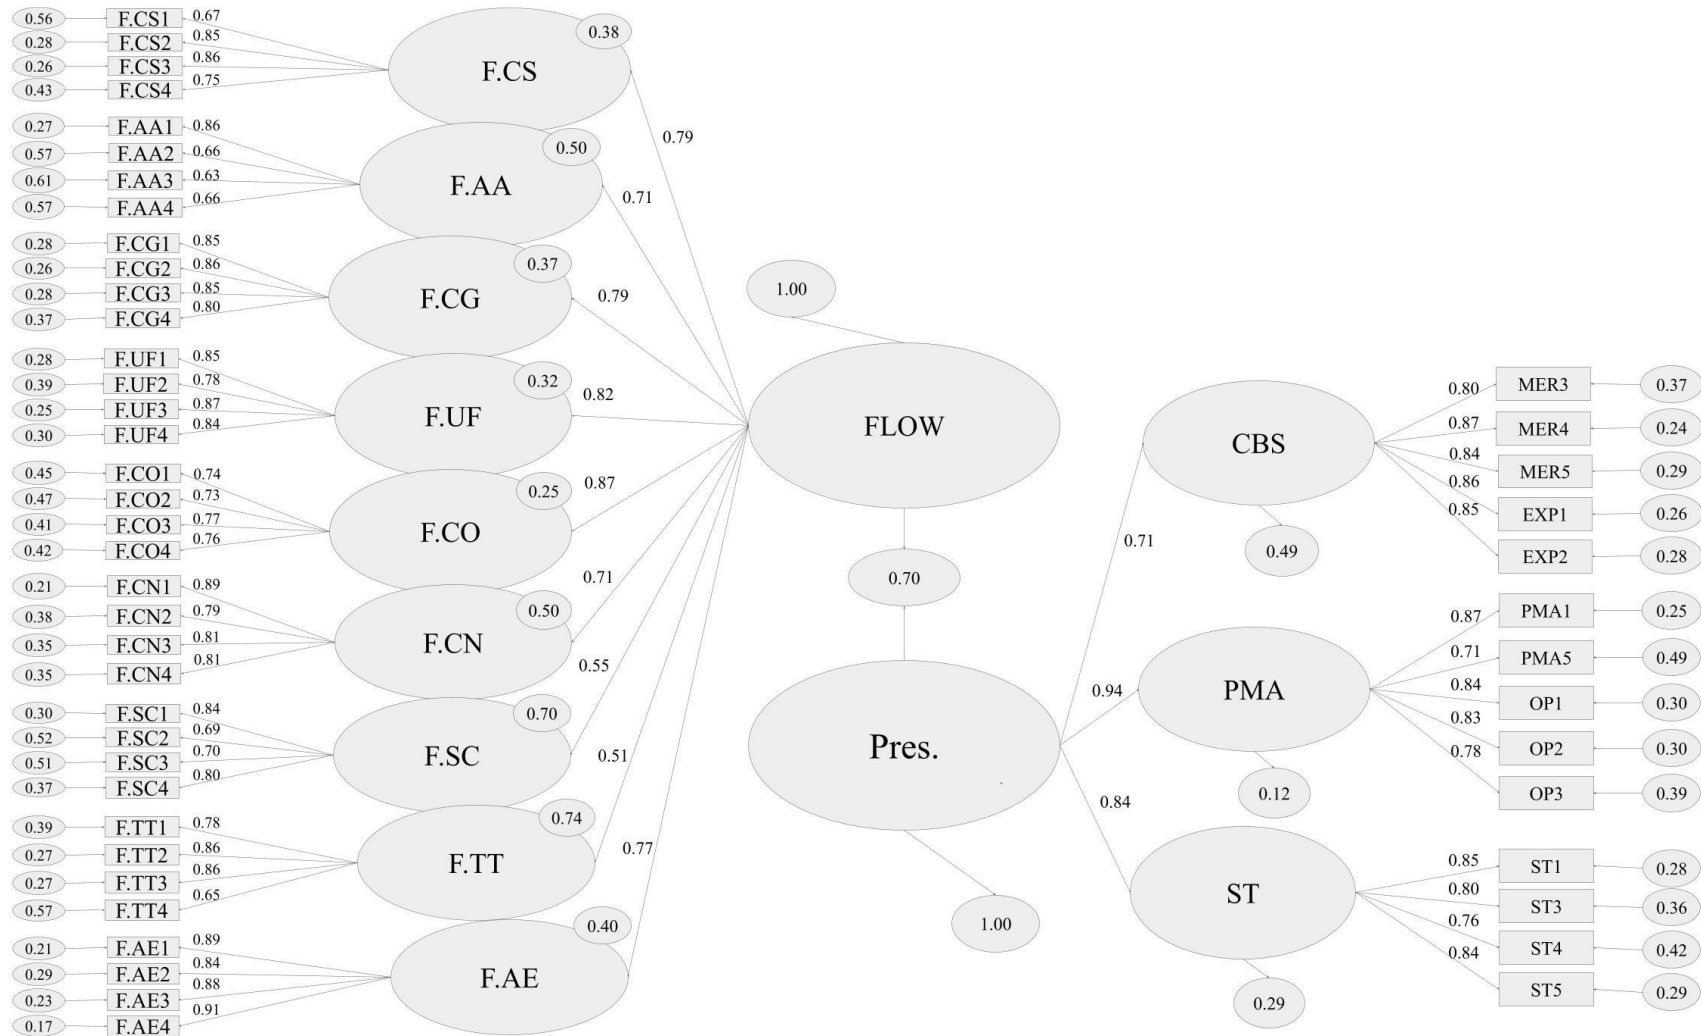 0.56 F.CS1 0.67
0.28 F.CS2 0.85
0.26 F.CS3 0.86
0.43 F.CS4 0.75
F.CS 0.38
0.79
0.27 F.AA1 0.86
0.57 F.AA2 0.66
0.61 F.AA3 0.63
0.57 F.AA4 0.66
F.AA 0.50
0.71
0.28 F.CG1 0.85
0.26 F.CG2 0.86
0.28 F.CG3 0.85
0.37 F.CG4 0.80
F.CG 0.37
0.79
0.28 F.UF1 0.85
0.39 F.UF2 0.78
0.25 F.UF3 0.87
0.30 F.UF4 0.84
F.UF 0.32
0.82
0.45 F.CO1 0.74
0.47 F.CO2 0.73
0.41 F.CO3 0.77
0.42 F.CO4 0.76
F.CO 0.25
0.87
0.21 F.CN1 0.89
0.38 F.CN2 0.79
0.35 F.CN3 0.81
0.35 F.CN4 0.81
F.CN 0.50
0.71
0.30 F.SC1 0.84
0.52 F.SC2 0.69
0.51 F.SC3 0.70
0.37 F.SC4 0.80
F.SC 0.70
0.55
0.39 F.TT1 0.78
0.27 F.TT2 0.86
0.27 F.TT3 0.86
0.57 F.TT4 0.65
F.TT 0.74
0.51
0.21 F.AE1 0.89
0.29 F.AE2 0.84
0.23 F.AE3 0.88
0.17 F.AE4 0.91
F.AE 0.40
0.77
1.00
FLOW
0.70
Pres.
1.00
0.71
CBS
0.49
0.80 MER3 0.37
0.87 MER4 0.24
0.84 MER5 0.29
0.86 EXP1 0.26
0.85 EXP2 0.28
0.94
PMA
0.12
0.87 PMA1 0.25
0.71 PMA5 0.49
0.84 OP1 0.30
0.83 OP2 0.30
0.78 OP3 0.39
0.84
ST
0.29
0.85 ST1 0.28
0.80 ST3 0.36
0.76 ST4 0.42
0.84 ST5 0.29